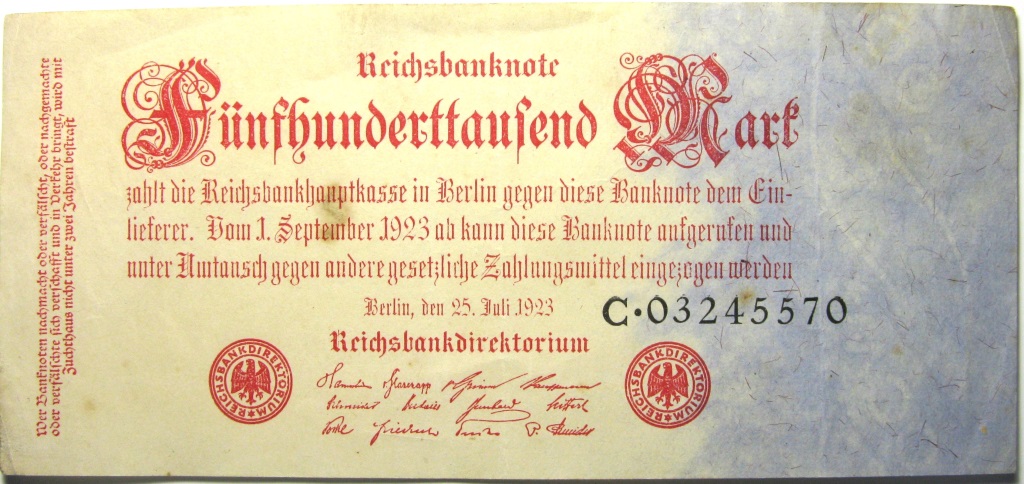 Reichsbanknote
Fünfhunderttausend Mark
zahlt die Reichsbankhauptkasse in Berlin gegen diese Banknote dem Ein-
lieferer. Vom 1. September 1923 ab kann diese Banknote aufgerufen und
unter Umtausch gegen andere gesetzliche Zahlungsmittel eingezogen werden
Berlin, den 25. Juli 1923
C·03245570
Reichsbankdirektorium
REICHSBANKDIREKTORIUM
REICHSBANKDIREKTORIUM
Wer Banknoten nachmacht oder verfälscht, oder nachgemachte
oder verfälschte sich verschafft und in Verkehr bringt, wird mit
Zuchthaus nicht unter zwei Jahren bestraft